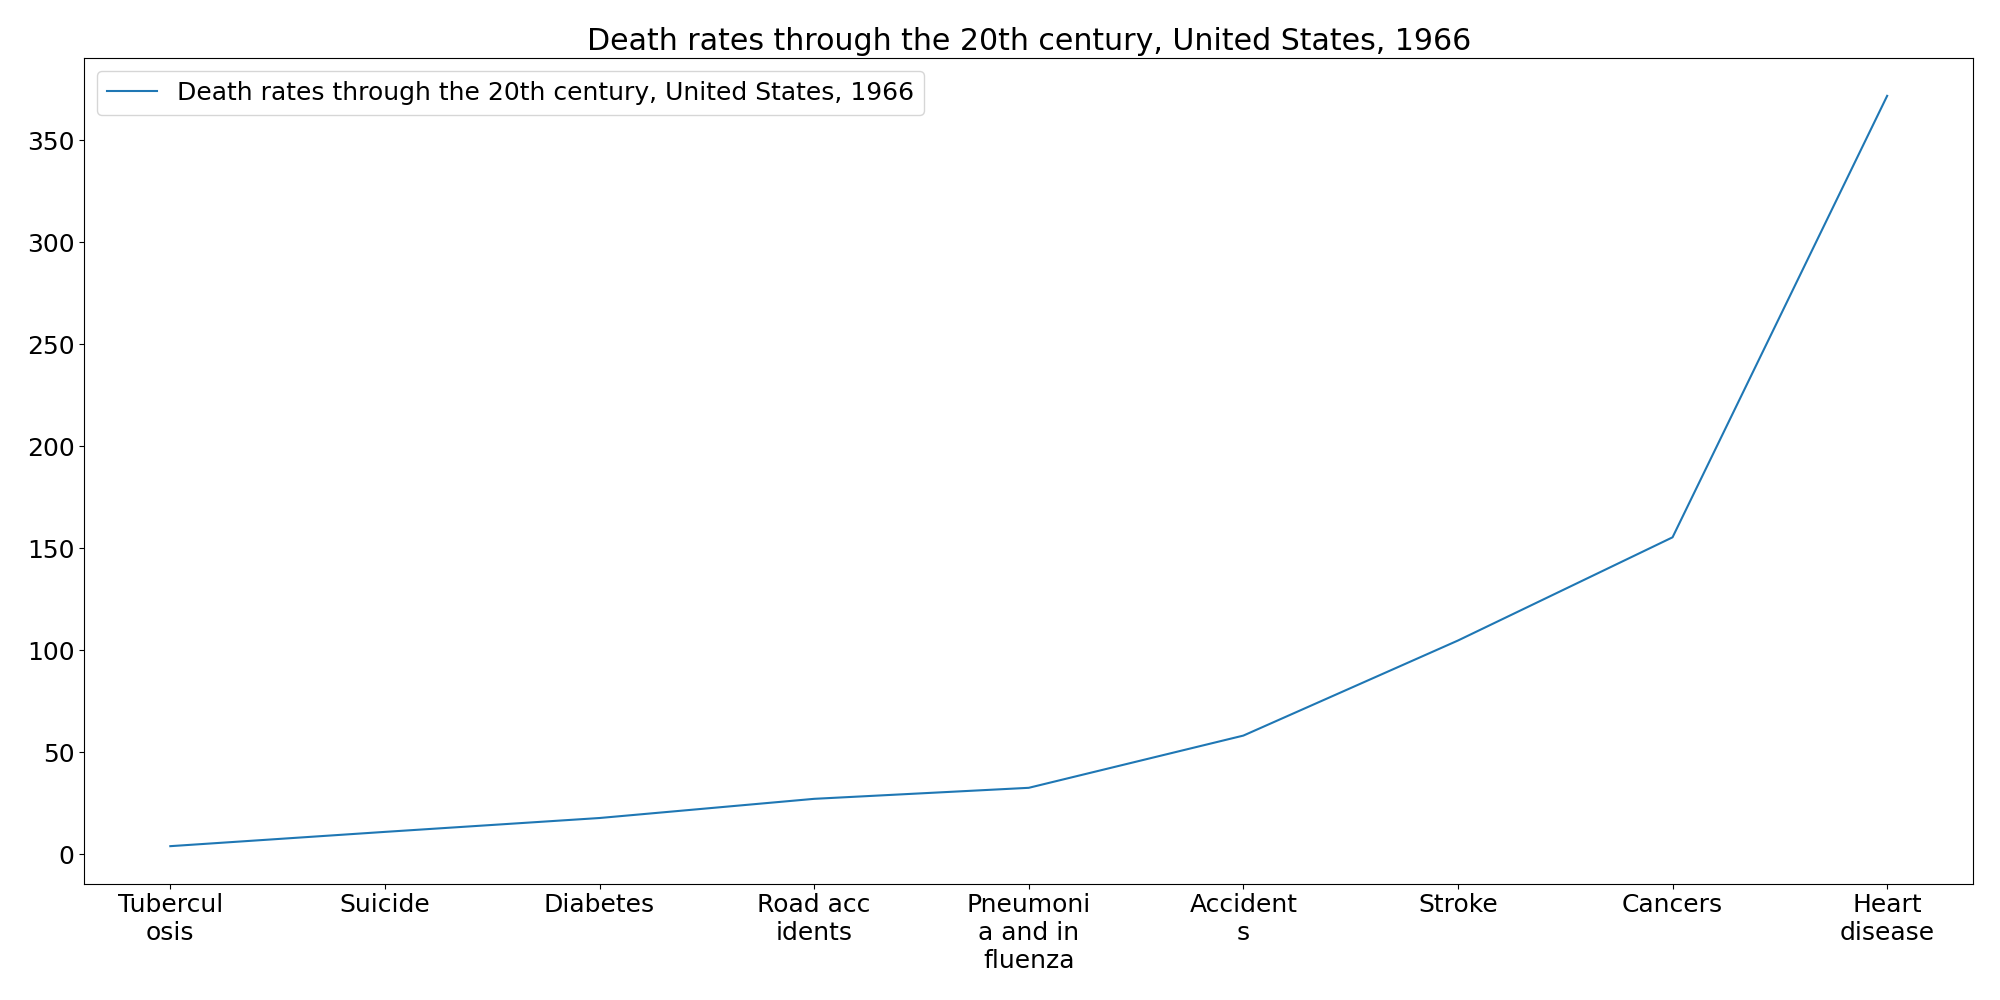 Death rates through the 20th century, United States, 1966
Death rates through the 20th century, United States, 1966
350
300
250
200
150
100
50
0
Tubercul
osis
Suicide
Diabetes
Road acc
idents
Pneumoni
a and in
fluenza
Accident
s
Stroke
Cancers
Heart
disease